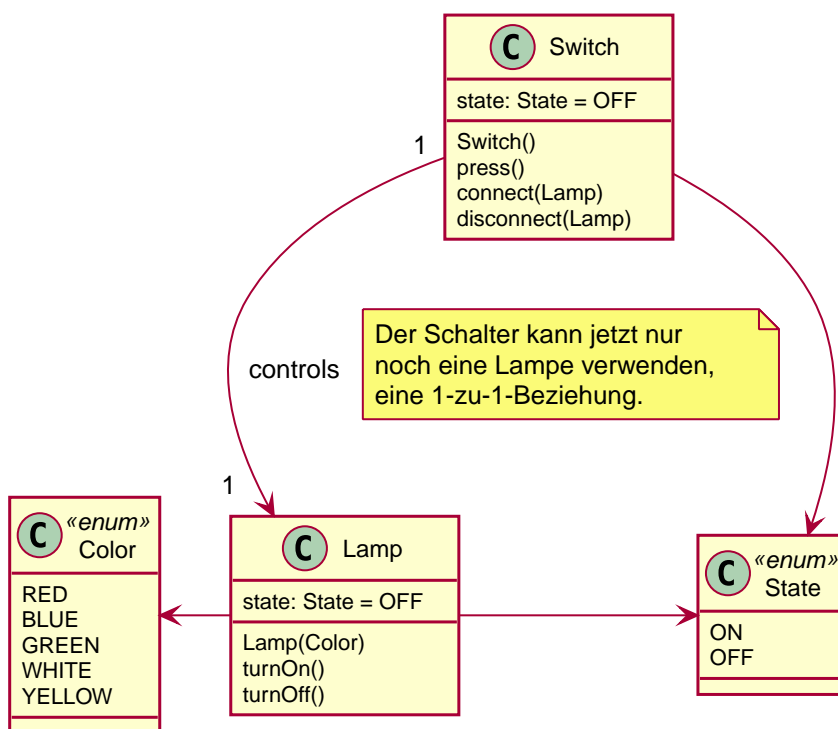 C Switch
state: State = OFF
Switch()
press()
connect(Lamp)
disconnect(Lamp)
1
Der Schalter kann jetzt nur
noch eine Lampe verwenden,
eine 1-zu-1-Beziehung.
controls
1
C «enum»
Color
RED
BLUE
GREEN
WHITE
YELLOW
C Lamp
state: State = OFF
Lamp(Color)
turnOn()
turnOff()
C «enum»
State
ON
OFF